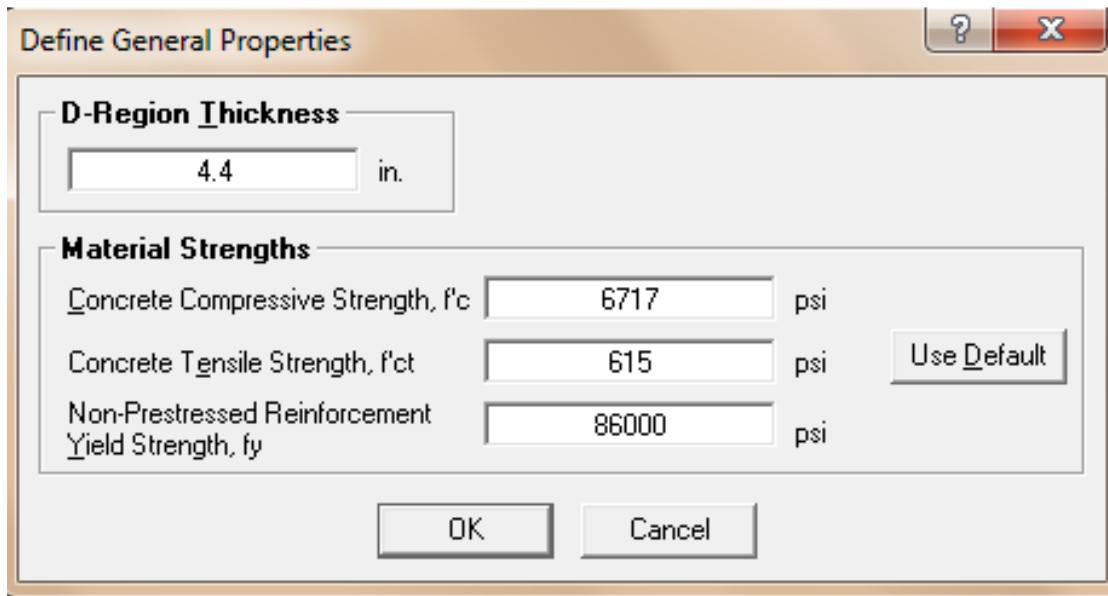 Define General Properties
?
X
D-Region Thickness
4.4 in.
Material Strengths
Concrete Compressive Strength, f'c 6717 psi
Concrete Tensile Strength, f'ct 615 psi
Use Default
Non-Prestressed Reinforcement
Yield Strength, fy 86000 psi
OK Cancel